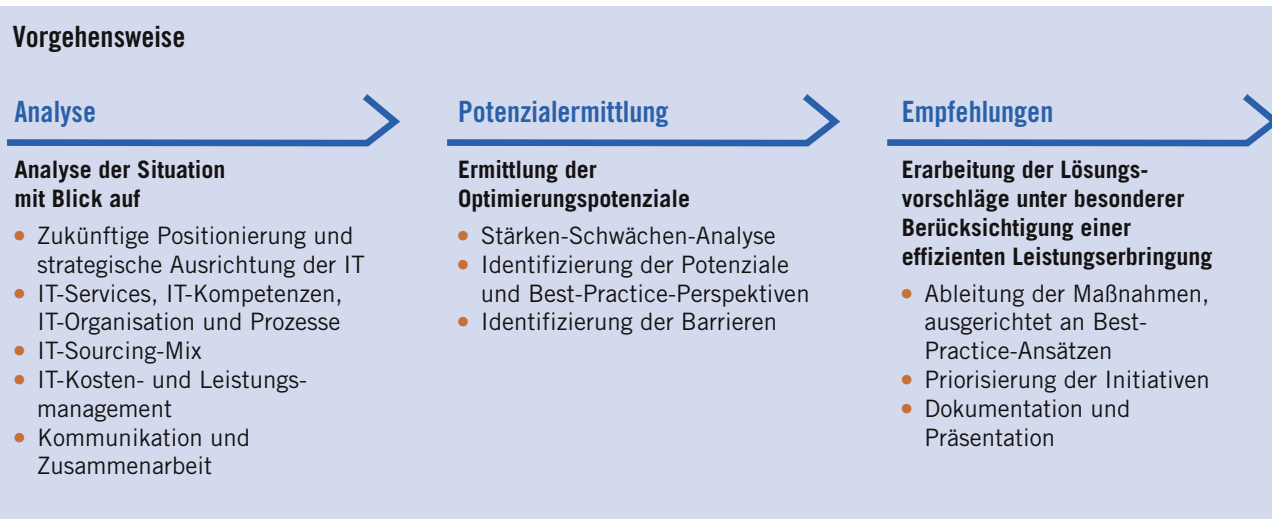 Vorgehensweise
Analyse
Analyse der Situation
mit Blick auf
• Zukünftige Positionierung und
strategische Ausrichtung der IT
• IT-Services, IT-Kompetenzen,
IT-Organisation und Prozesse
• IT-Sourcing-Mix
• IT-Kosten- und Leistungs-
management
• Kommunikation und
Zusammenarbeit
Potenzialermittlung
Ermittlung der
Optimierungspotenziale
• Stärken-Schwächen-Analyse
• Identifizierung der Potenziale
und Best-Practice-Perspektiven
• Identifizierung der Barrieren
Empfehlungen
Erarbeitung der Lösungs-
vorschläge unter besonderer
Berücksichtigung einer
effizienten Leistungserbringung
• Ableitung der Maßnahmen,
ausgerichtet an Best-
Practice-Ansätzen
• Priorisierung der Initiativen
• Dokumentation und
Präsentation